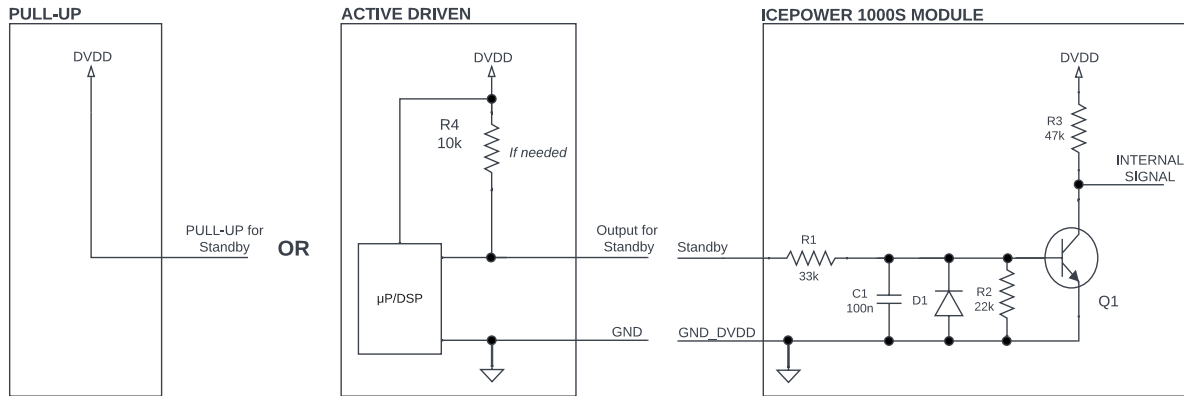 PULL-UP
DVDD
PULL-UP for
Standby
OR
ACTIVE DRIVEN
DVDD
R4
10k
If needed
µP/DSP
Output for
Standby
GND
ICEPOWER 1000S MODULE
DVDD
R3
47k
INTERNAL
SIGNAL
Standby
R1
33k
C1
100n
D1
R2
22k
Q1
GND_DVDD